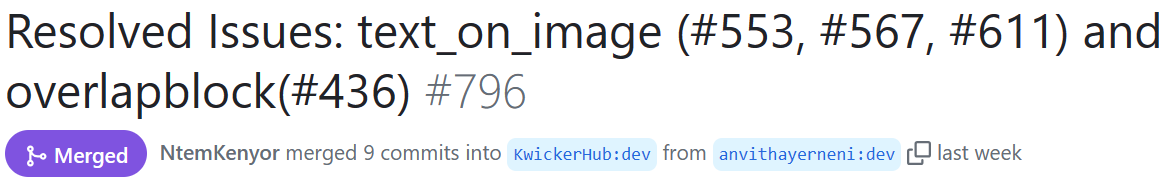 Resolved Issues: text_on_image (#553, #567, #611) and
overlapblock(#436) #796
Merged NtemKenyor merged 9 commits into KwickerHub:dev from anvithayerneni:dev last week